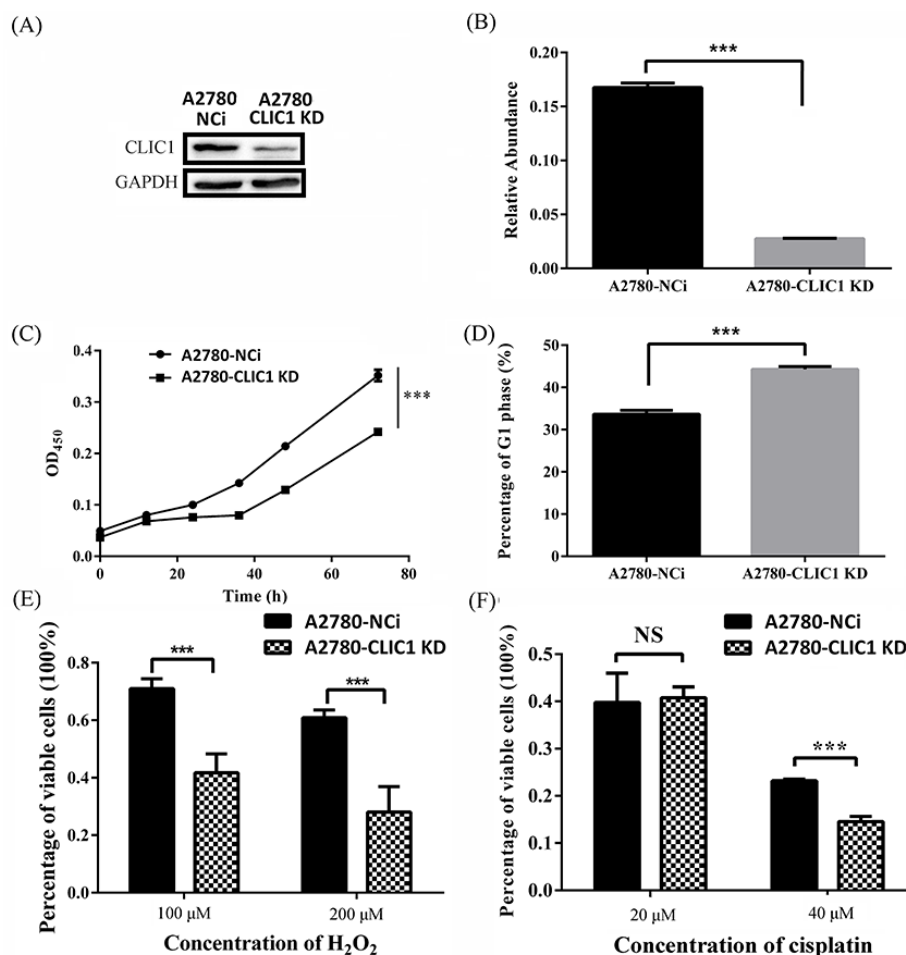 (A)
A2780 NCi
A2780 CLIC1 KD
CLIC1
GAPDH
(B)
Relative Abundance
0.20
0.15
0.10
0.05
0.00
***
A2780-NCi
A2780-CLIC1 KD
(C)
OD450
0.4
0.3
0.2
0.1
0.0
A2780-NCi
A2780-CLIC1 KD
***
0
20
40
60
80
Time (h)
(D)
Percentage of G1 phase (%)
50
40
30
20
10
0
***
A2780-NCi
A2780-CLIC1 KD
(E)
A2780-NCi
A2780-CLIC1 KD
Percentage of viable cells (100%)
0.8
0.6
0.4
0.6
0.0
***
***
100 μM
200 μM
Concentration of H2O2
(F)
A2780-NCi
A2780-CLIC1 KD
Percentage of viable cells (100%)
0.5
0.4
0.3
0.2
0.1
0.0
NS
***
20 μM
40 μM
Concentration of cisplatin